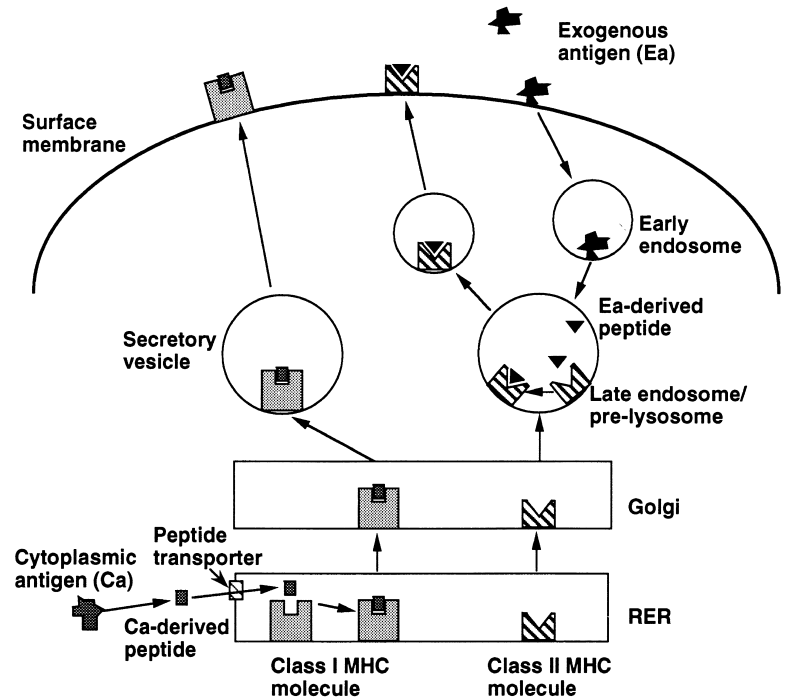 Exogenous
antigen (Ea)
Surface
membrane
Early
endosome
Ea-derived
peptide
Secretory
vesicle
Late endosome/
pre-lysosome
Golgi
Peptide
transporter
Cytoplasmic
antigen (Ca)
Ca-derived
peptide
RER
Class I MHC
molecule
Class II MHC
molecule